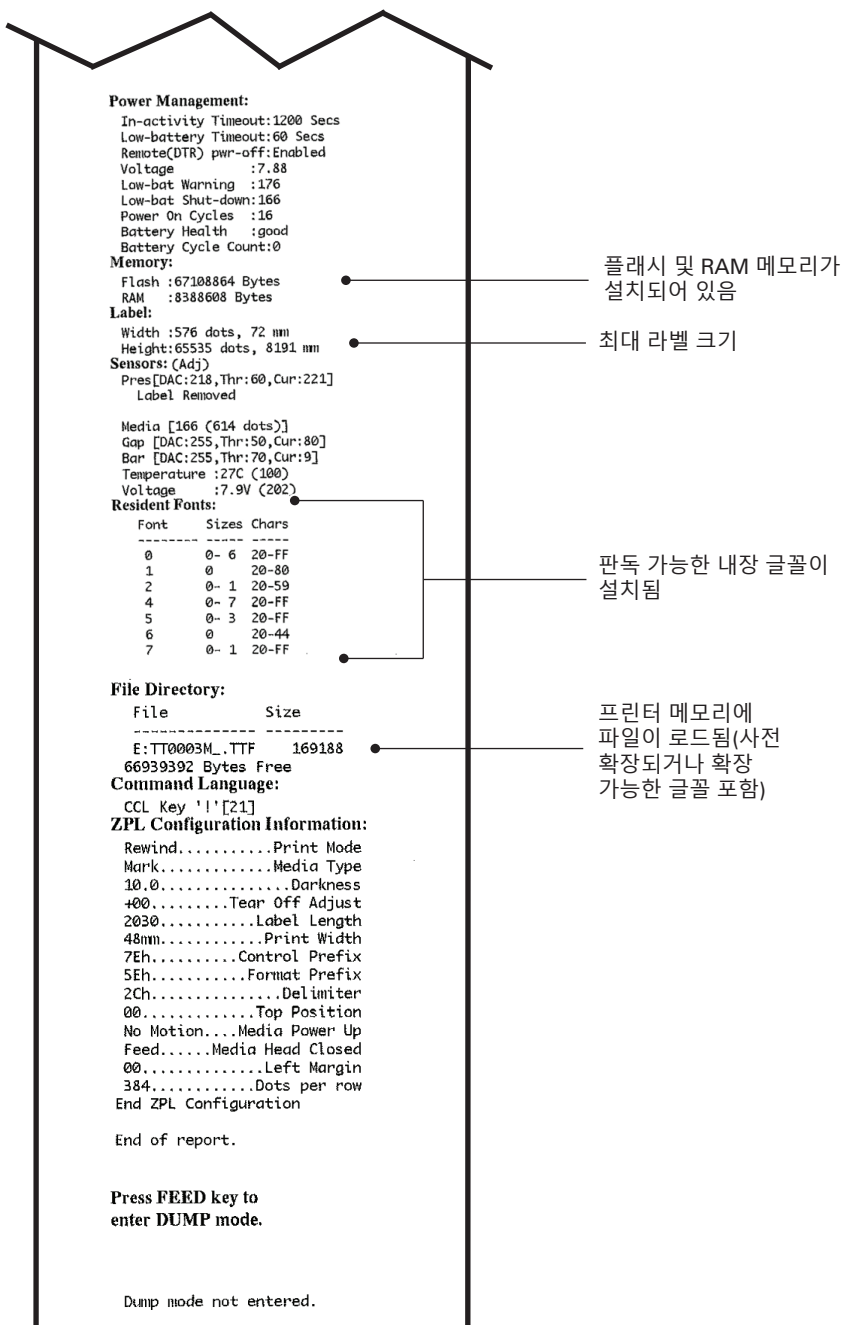 Power Management:
In-activity Timeout:1200 Secs
Low-battery Timeout:60 Secs
Remote(DTR) pwr-off:Enabled
Voltage :7.88
Low-bat Warning :176
Low-bat Shut-down:166
Power On Cycles :16
Battery Health :good
Battery Cycle Count:0
Memory:
Flash :67108864 Bytes
RAM :8388608 Bytes
플래시 및 RAM 메모리가
설치되어 있음
Label:
Width :576 dots, 72 mm
Height:65535 dots, 8191 mm
최대 라벨 크기
Sensors: (Adj)
Pres[DAC:218,Thr:60,Cur:221]
Label Removed
Media [166 (614 dots)]
Gap [DAC:255,Thr:50,Cur:80]
Bar [DAC:255,Thr:70,Cur:9]
Temperature :27C (100)
Voltage :7.9V (202)
Resident Fonts:
Font Sizes Chars
-------- ----- -----
0 0- 6 20-FF
1 0 20-80
2 0- 1 20-59
4 0- 7 20-FF
5 0- 3 20-FF
6 0 20-44
7 0- 1 20-FF
판독 가능한 내장 글꼴이
설치됨
File Directory:
File Size
-------------- ---------
E:TT0003M_.TTF 169188
66939392 Bytes Free
프린터 메모리에
파일이 로드됨(사전
확장되거나 확장
가능한 글꼴 포함)
Command Language:
CCL Key '!'[21]
ZPL Configuration Information:
Rewind...........Print Mode
Mark.............Media Type
10.0...............Darkness
+00.........Tear Off Adjust
2030...........Label Length
48mm............Print Width
7Eh..........Control Prefix
5Eh...........Format Prefix
2Ch...............Delimiter
00.............Top Position
No Motion....Media Power Up
Feed......Media Head Closed
00..............Left Margin
384............Dots per row
End ZPL Configuration
End of report.
Press FEED key to
enter DUMP mode.
Dump mode not entered.